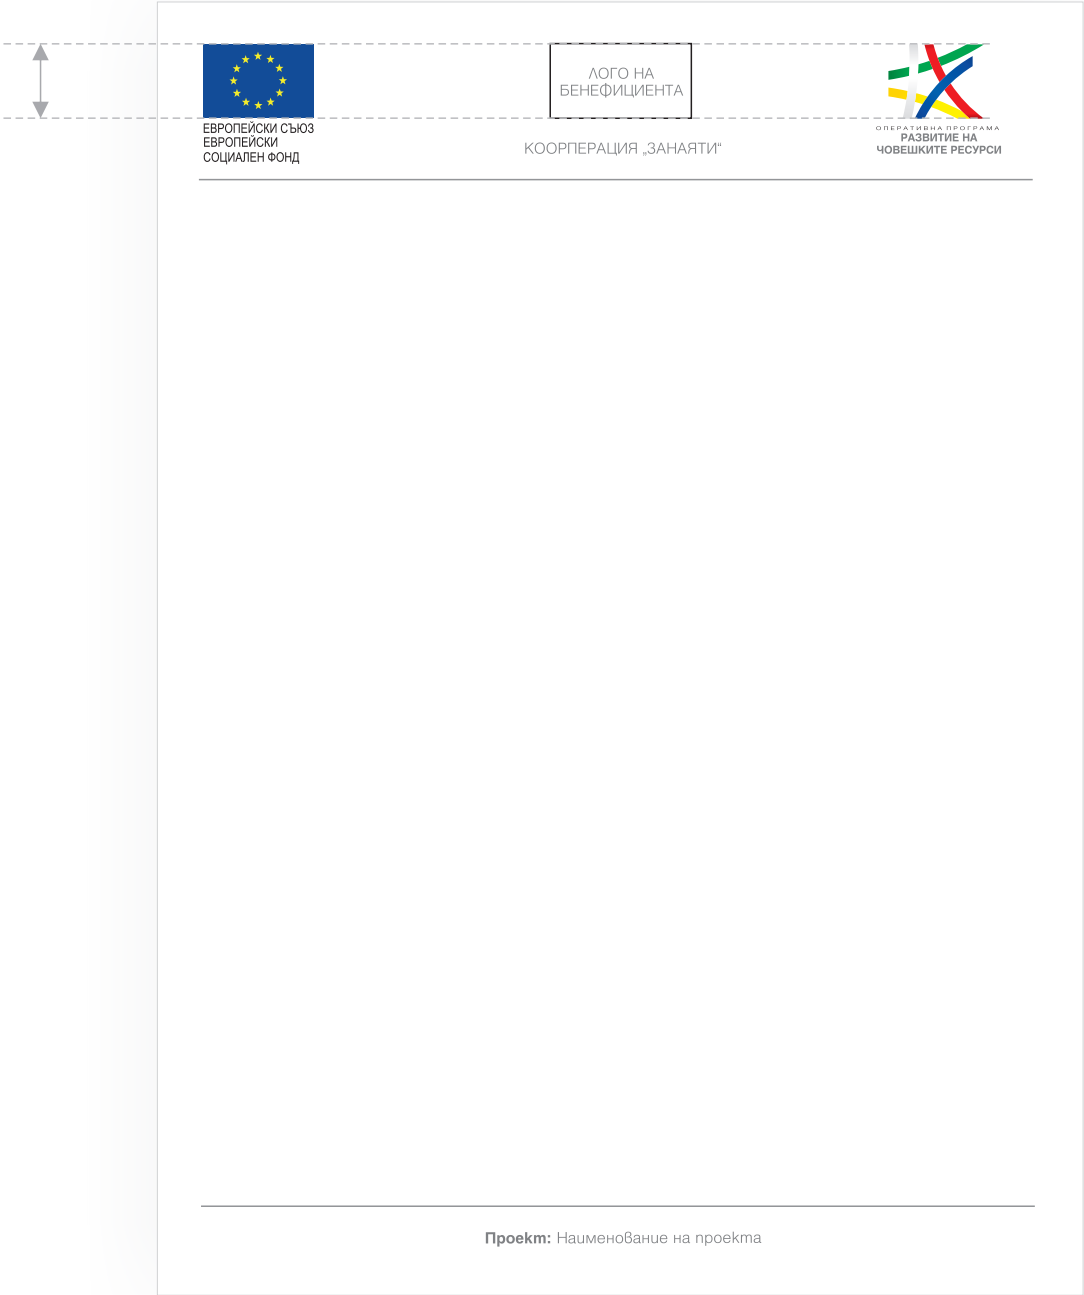 ЕВРОПЕЙСКИ СЪЮЗ
ЕВРОПЕЙСКИ
СОЦИАЛЕН ФОНД
ЛОГО НА
БЕНЕФИЦИЕНТА
КООРПЕРАЦИЯ „ЗАНАЯТИ“
ОПЕРАТИВНА ПРОГРАМА
РАЗВИТИЕ НА
ЧОВЕШКИТЕ РЕСУРСИ
Проект: Наименование на проекта